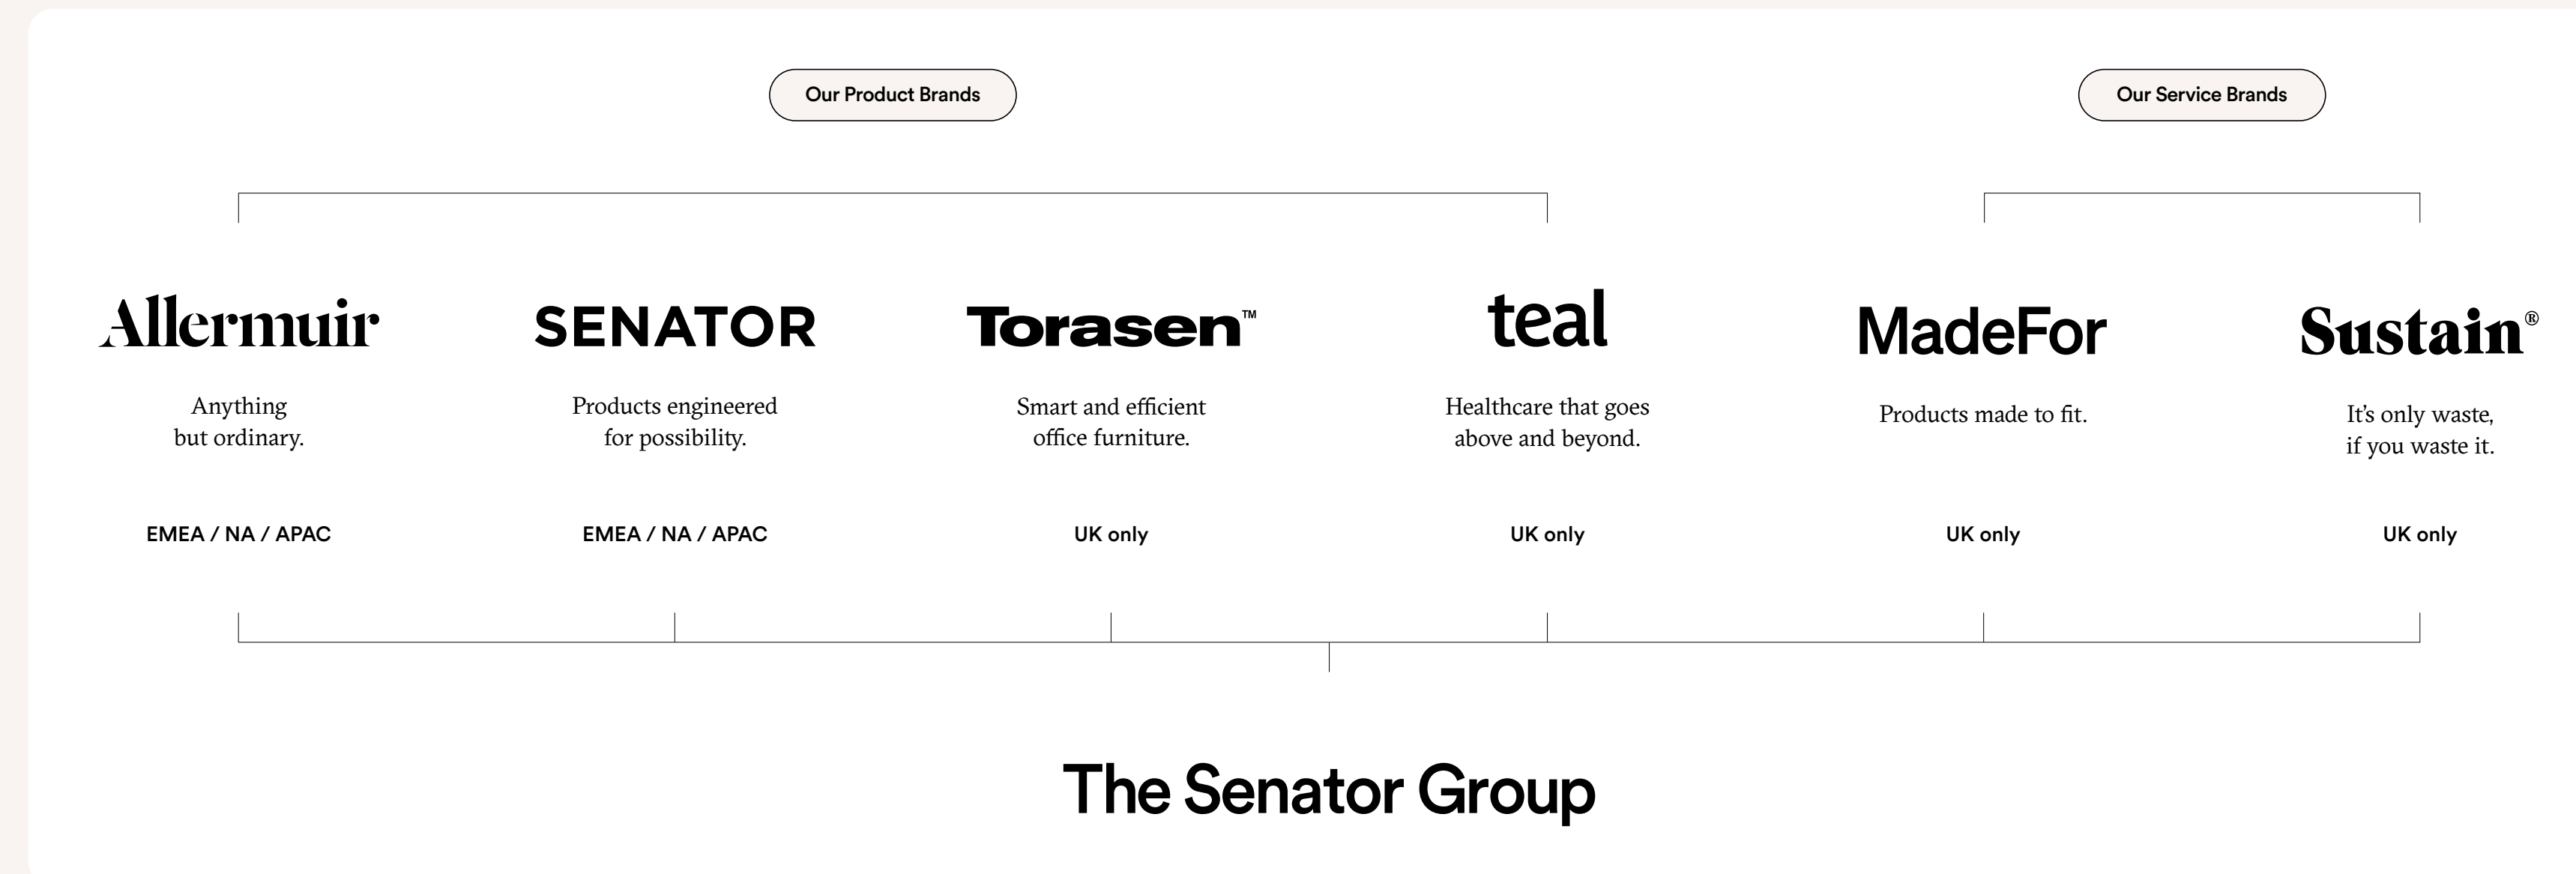 Our Product Brands
Our Service Brands
Allermuir
Anything
but ordinary.
EMEA / NA / APAC
SENATOR
Products engineered
for possibility.
EMEA / NA / APAC
Torasen™
Smart and efficient
office furniture.
UK only
teal
Healthcare that goes
above and beyond.
UK only
MadeFor
Products made to fit.
UK only
Sustain®
It’s only waste,
if you waste it.
UK only
The Senator Group